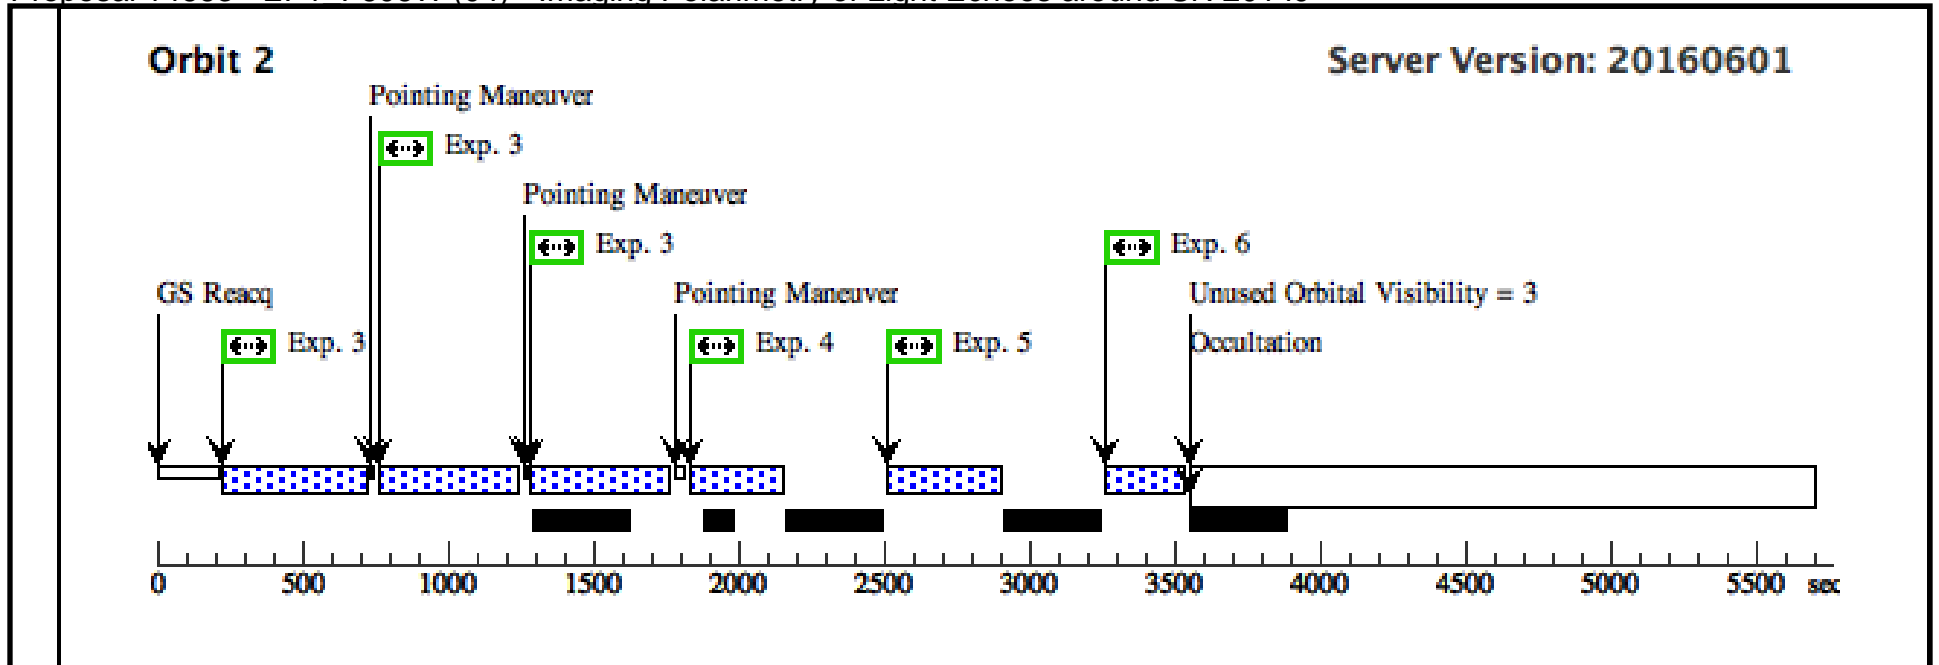 Orbit 2
Server Version: 20160601
Pointing Maneuver
Exp. 3
Pointing Maneuver
Exp. 3
Exp. 6
GS Reacq
Pointing Maneuver
Unused Orbital Visibility = 3
Exp. 3
Exp. 4
Exp. 5
Occultation
0 500 1000 1500 2000 2500 3000 3500 4000 4500 5000 5500 sec